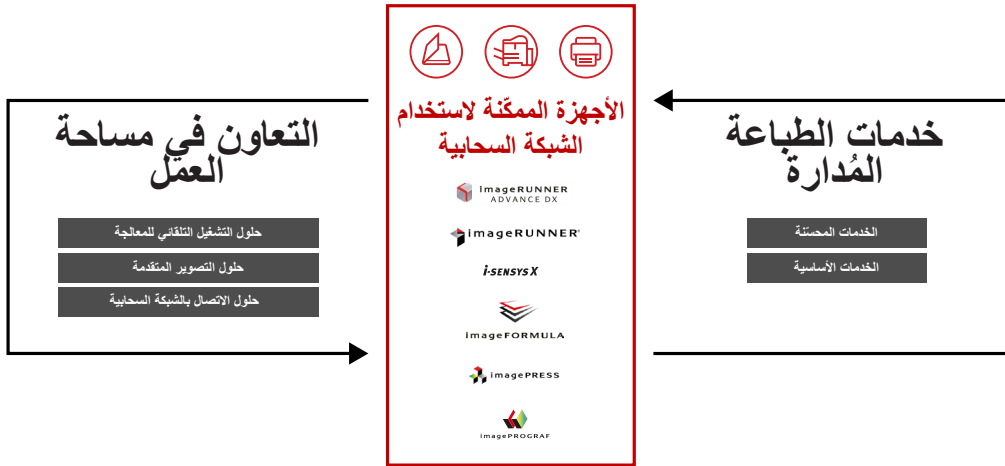 خدمات الطباعة
المُدارة
الخدمات المحسّنة
الخدمات الأساسية
الأجهزة الممكّنة لاستخدام
الشبكة السحابية
imageRUNNER
ADVANCE DX
imageRUNNER
i-SENSYS X
imageFORMULA
imagePRESS
imagePROGRAF
التعاون في مساحة
العمل
حلول التشغيل التلقائي للمعالجة
حلول التصوير المتقدمة
حلول الاتصال بالشبكة السحابية